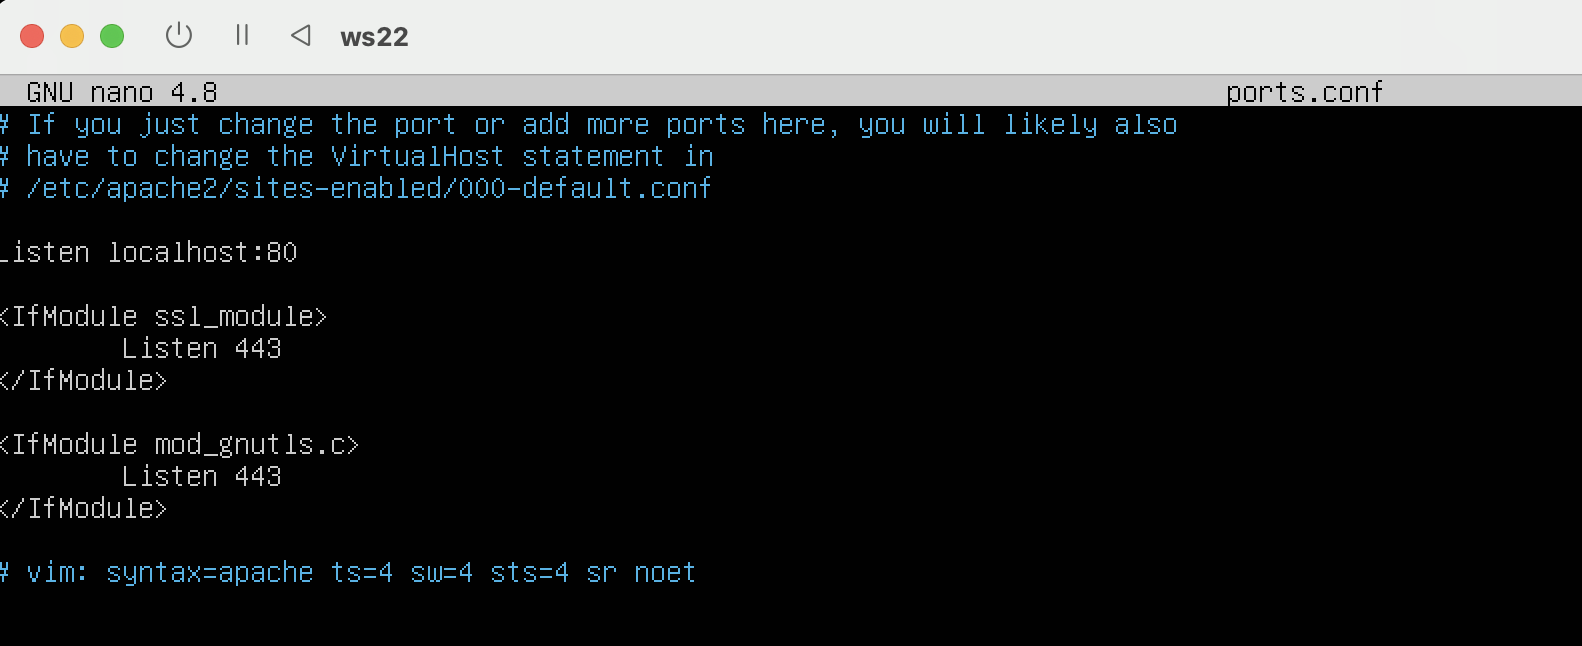 ws22
GNU nano 4.8 ports.conf
# If you just change the port or add more ports here, you will likely also
# have to change the VirtualHost statement in
# /etc/apache2/sites-enabled/000-default.conf
Listen localhost:80
<IfModule ssl_module>
Listen 443
</IfModule>
<IfModule mod_gnutls.c>
Listen 443
</IfModule>
# vim: syntax=apache ts=4 sw=4 sts=4 sr noet